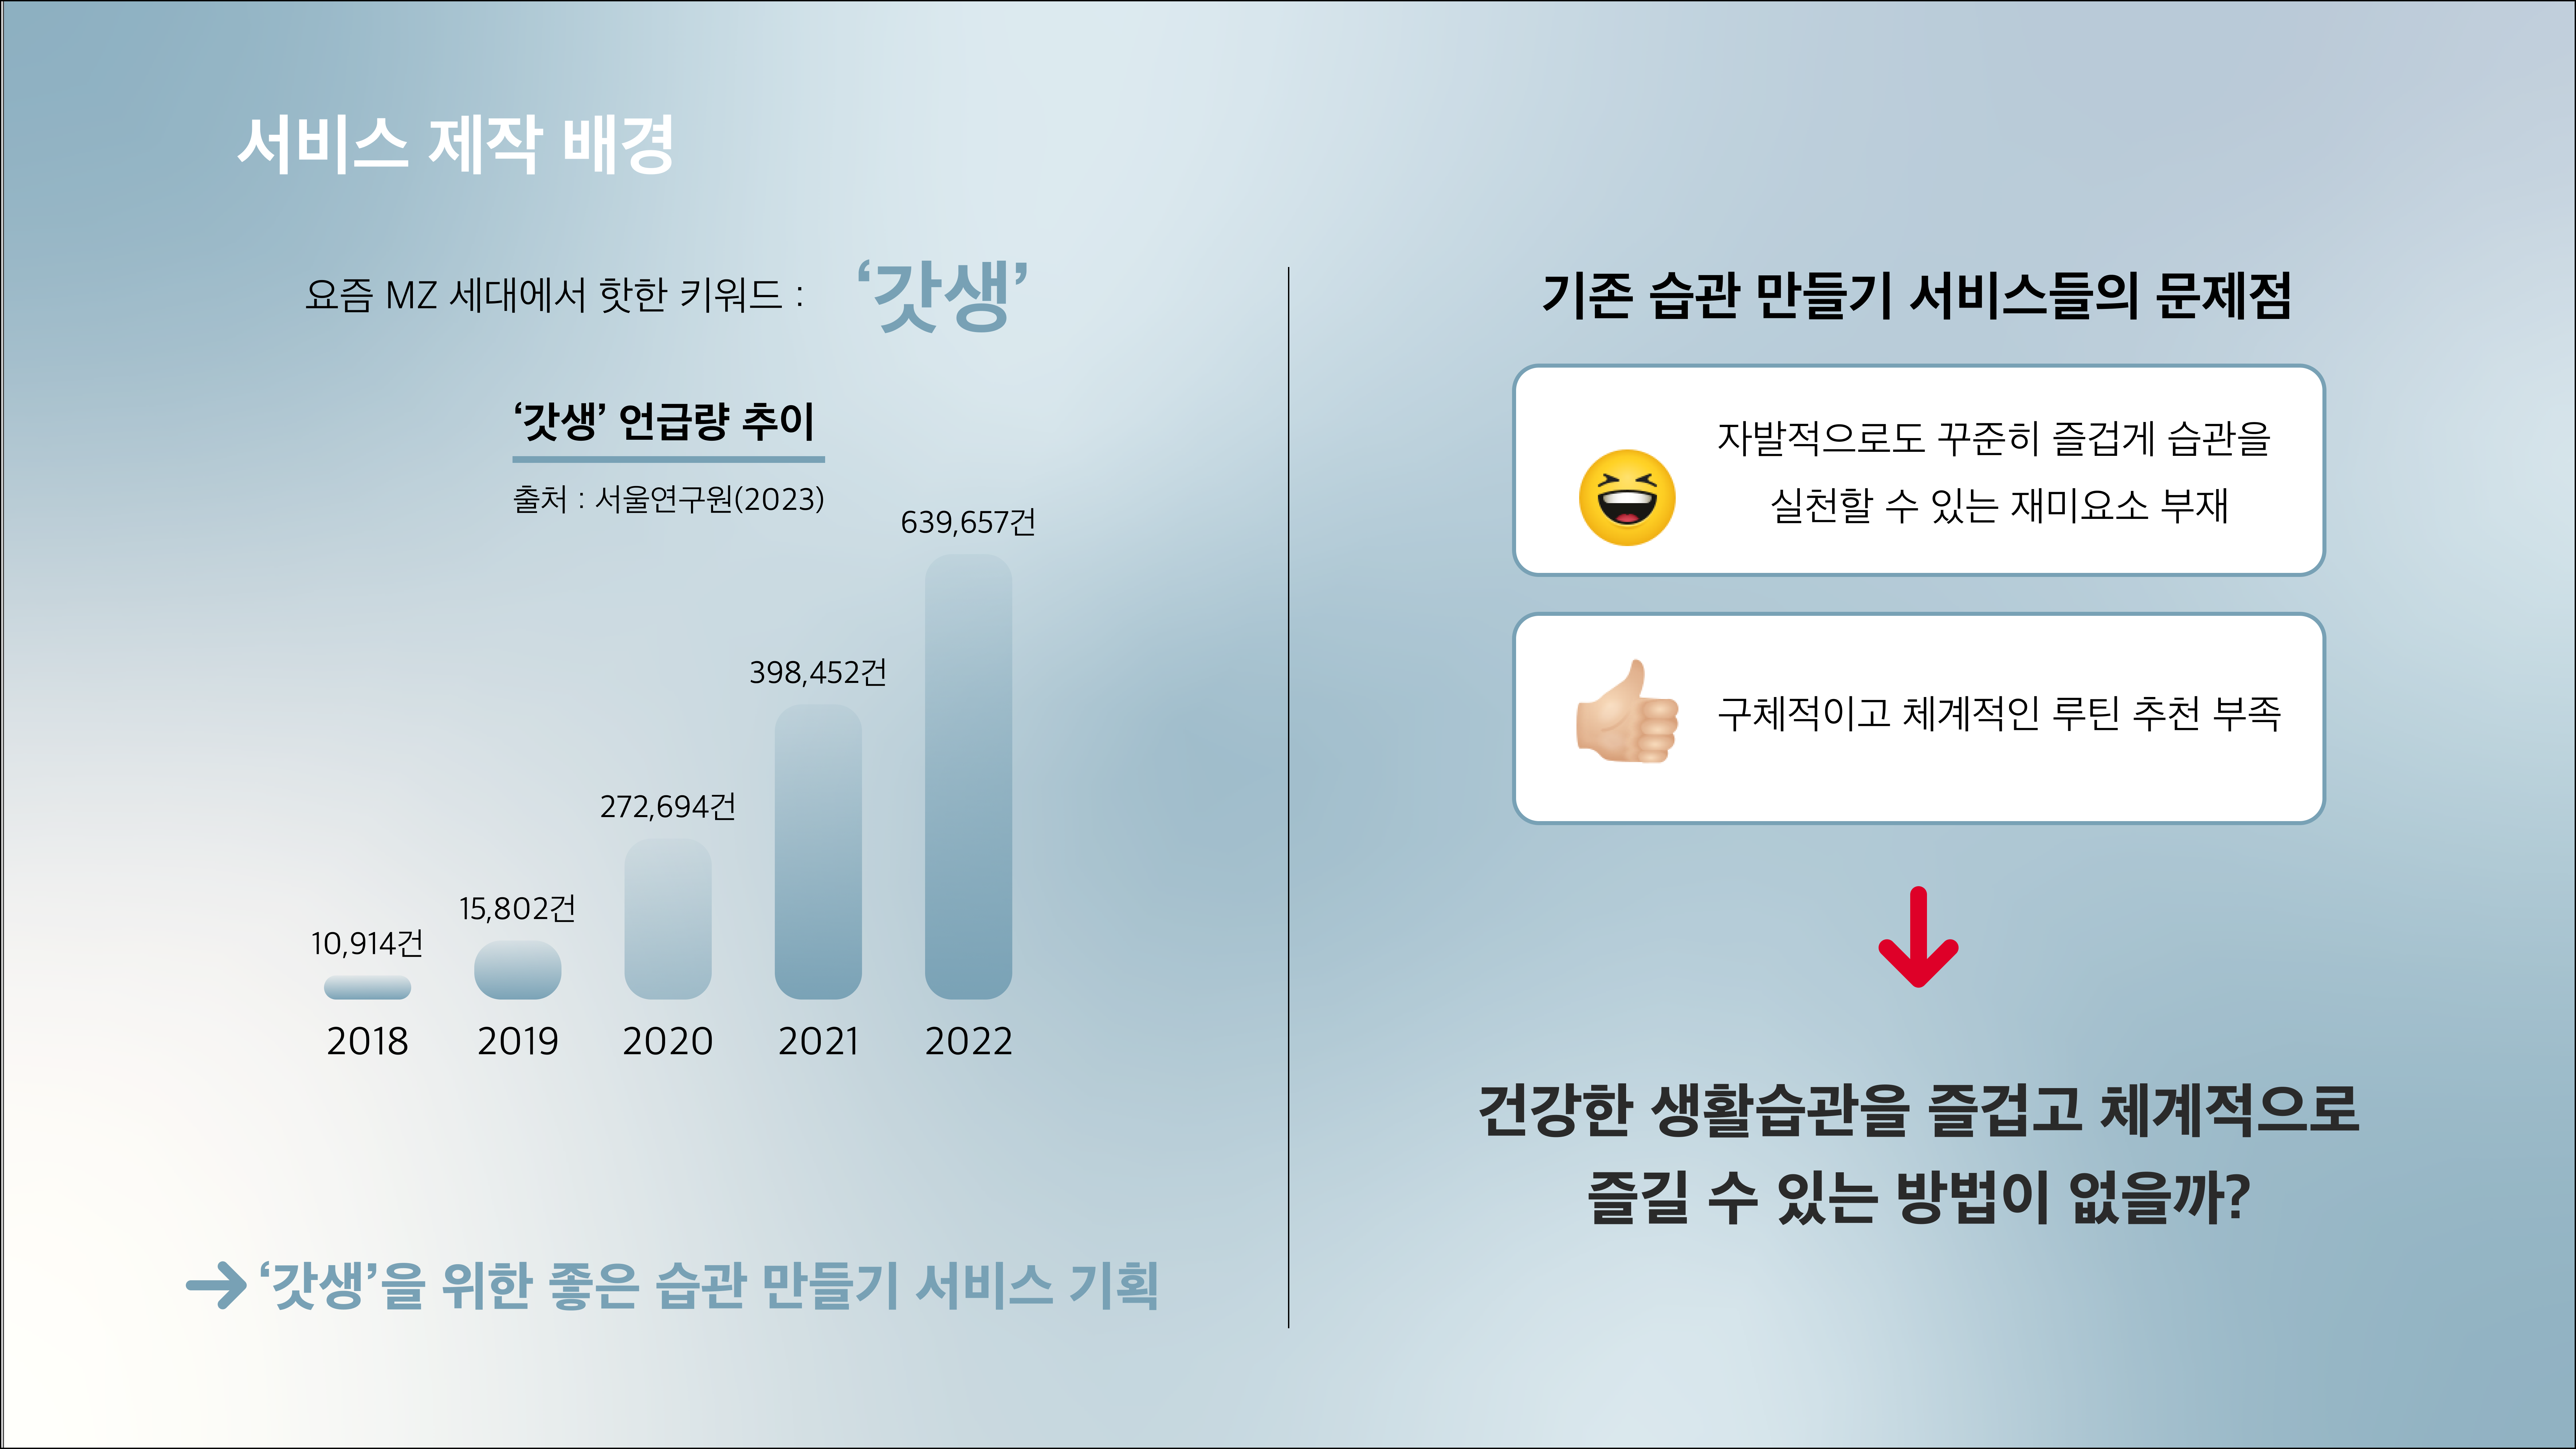 서비스 제작 배경
요즘 MZ 세대에서 핫한 키워드 : ‘갓생’
‘갓생’ 언급량 추이
출처 : 서울연구원(2023)
10,914건
15,802건
272,694건
398,452건
639,657건
2018 2019 2020 2021 2022
‘갓생’을 위한 좋은 습관 만들기 서비스 기획
기존 습관 만들기 서비스들의 문제점
자발적으로도 꾸준히 즐겁게 습관을
실천할 수 있는 재미요소 부재
구체적이고 체계적인 루틴 추천 부족
건강한 생활습관을 즐겁고 체계적으로
즐길 수 있는 방법이 없을까?